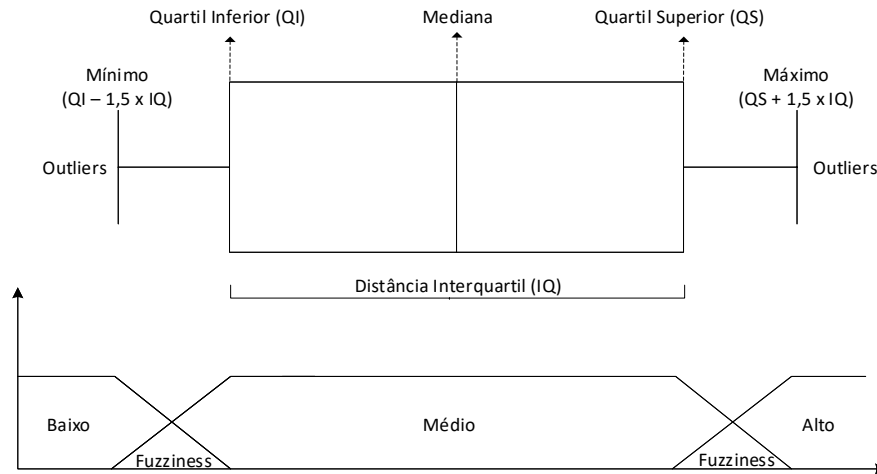 Quartil Inferior (QI)
Mediana
Quartil Superior (QS)
Mínimo
(QI – 1,5 x IQ)
Máximo
(QS + 1,5 x IQ)
Outliers
Outliers
Distância Interquartil (IQ)
Baixo
Médio
Alto
Fuzziness
Fuzziness